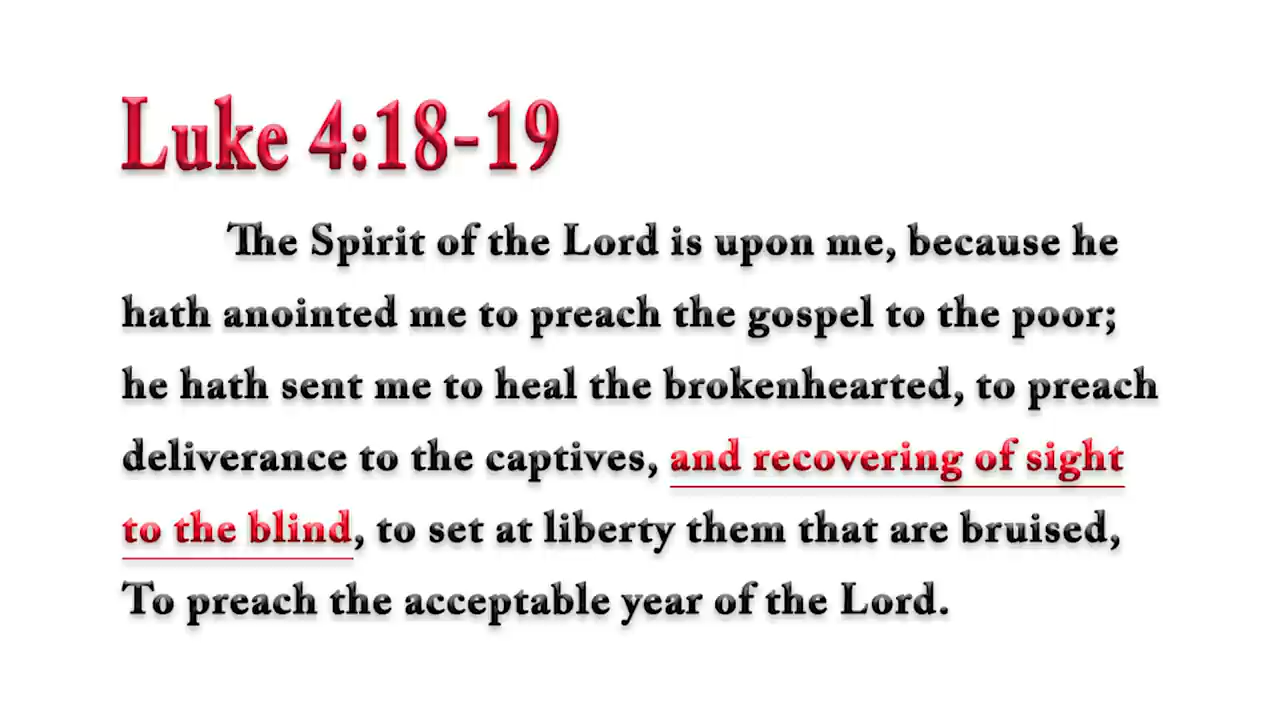 Luke 4:18-19
The Spirit of the Lord is upon me, because he
hath anointed me to preach the gospel to the poor;
he hath sent me to heal the brokenhearted, to preach
deliverance to the captives, and recovering of sight
to the blind, to set at liberty them that are bruised,
To preach the acceptable year of the Lord.